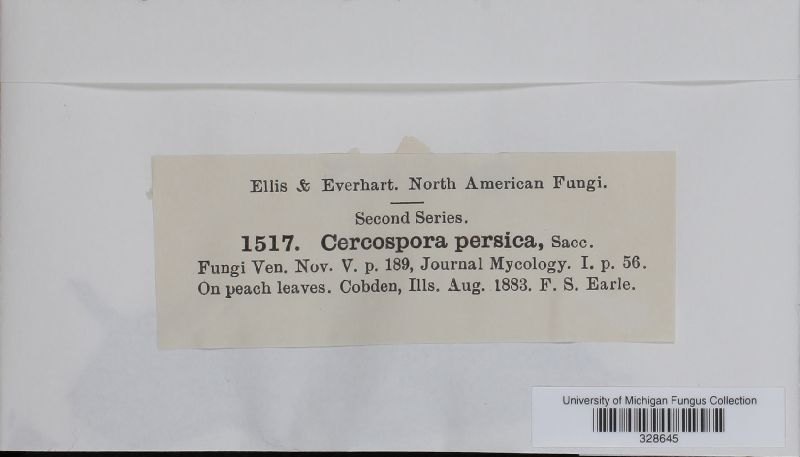 Ellis & Everhart. North American Fungi.
Second Series.
1517. Cercospora persica, Sacc.
Fungi Ven. Nov. V. p. 189, Journal Mycology. I. p. 56.
On peach leaves. Cobden, Ills. Aug. 1883. F. S. Earle.
University of Michigan Fungus Collection
328645